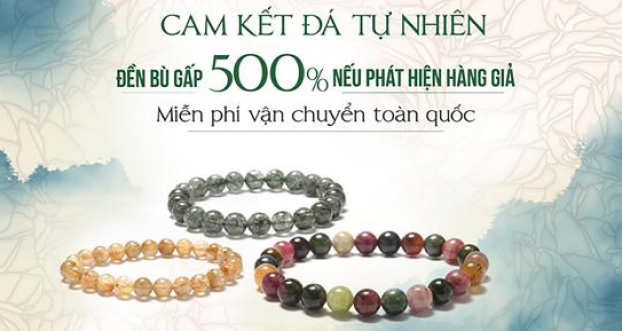 CAM KẾT ĐÁ TỰ NHIÊN
ĐỀN BÙ GẤP 500% NẾU PHÁT HIỆN HÀNG GIẢ
Miễn phí vận chuyển toàn quốc